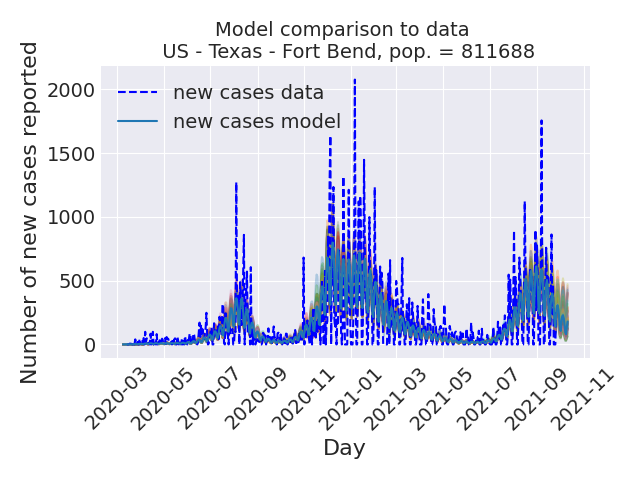 Model comparison to data
US - Texas - Fort Bend, pop. = 811688
Number of new cases reported
2000
1500
1000
500
0
new cases data
new cases model
2020-03
2020-05
2020-07
2020-09
2020-11
2021-01
2021-03
2021-05
2021-07
2021-09
2021-11
Day